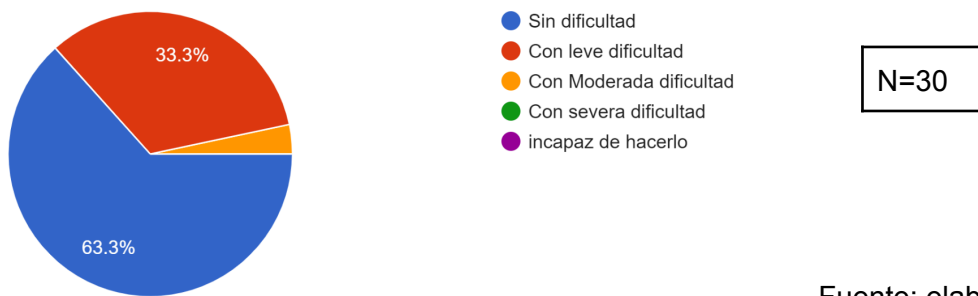 33.3%
63.3%
Sin dificultad
Con leve dificultad
Con Moderada dificultad
Con severa dificultad
incapaz de hacerlo
N=30
Fuente: